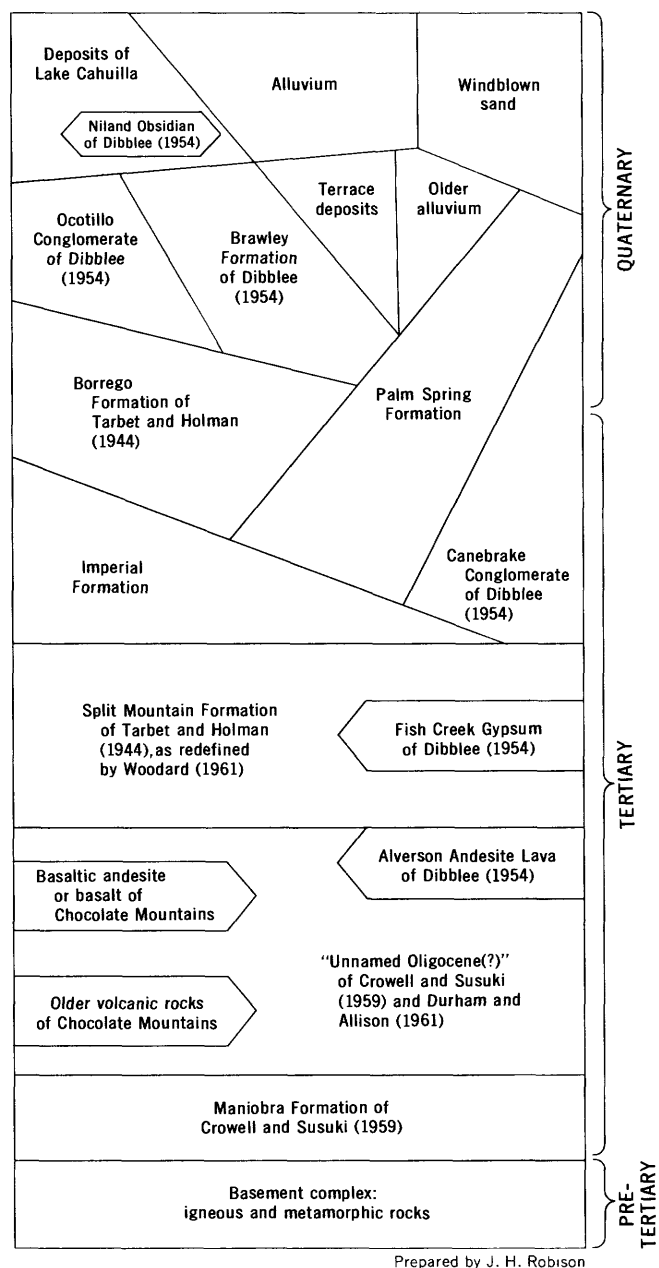 Deposits of
Lake Cahuilla
Alluvium
Windblown
sand
Niland Obsidian
of Dibblee (1954)
Terrace
deposits
Older
alluvium
Ocotillo
Conglomerate
of Dibblee
(1954)
Brawley
Formation
of Dibblee
(1954)
QUATERNARY
Borrego
Formation of
Tarbet and Holman
(1944)
Palm Spring
Formation
Imperial
Formation
Canebrake
Conglomerate
of Dibblee
(1954)
Split Mountain Formation
of Tarbet and Holman
(1944), as redefined
by Woodard (1961)
Fish Creek Gypsum
of Dibblee (1954)
TERTIARY
Alverson Andesite Lava
of Dibblee (1954)
Basaltic andesite
or basalt of
Chocolate Mountains
"Unnamed Oligocene(?)"
of Crowell and Susuki
(1959) and Durham and
Allison (1961)
Older volcanic rocks
of Chocolate Mountains
Maniobra Formation of
Crowell and Susuki (1959)
Basement complex:
igneous and metamorphic rocks
PRE-
TERTIARY
Prepared by J. H. Robison